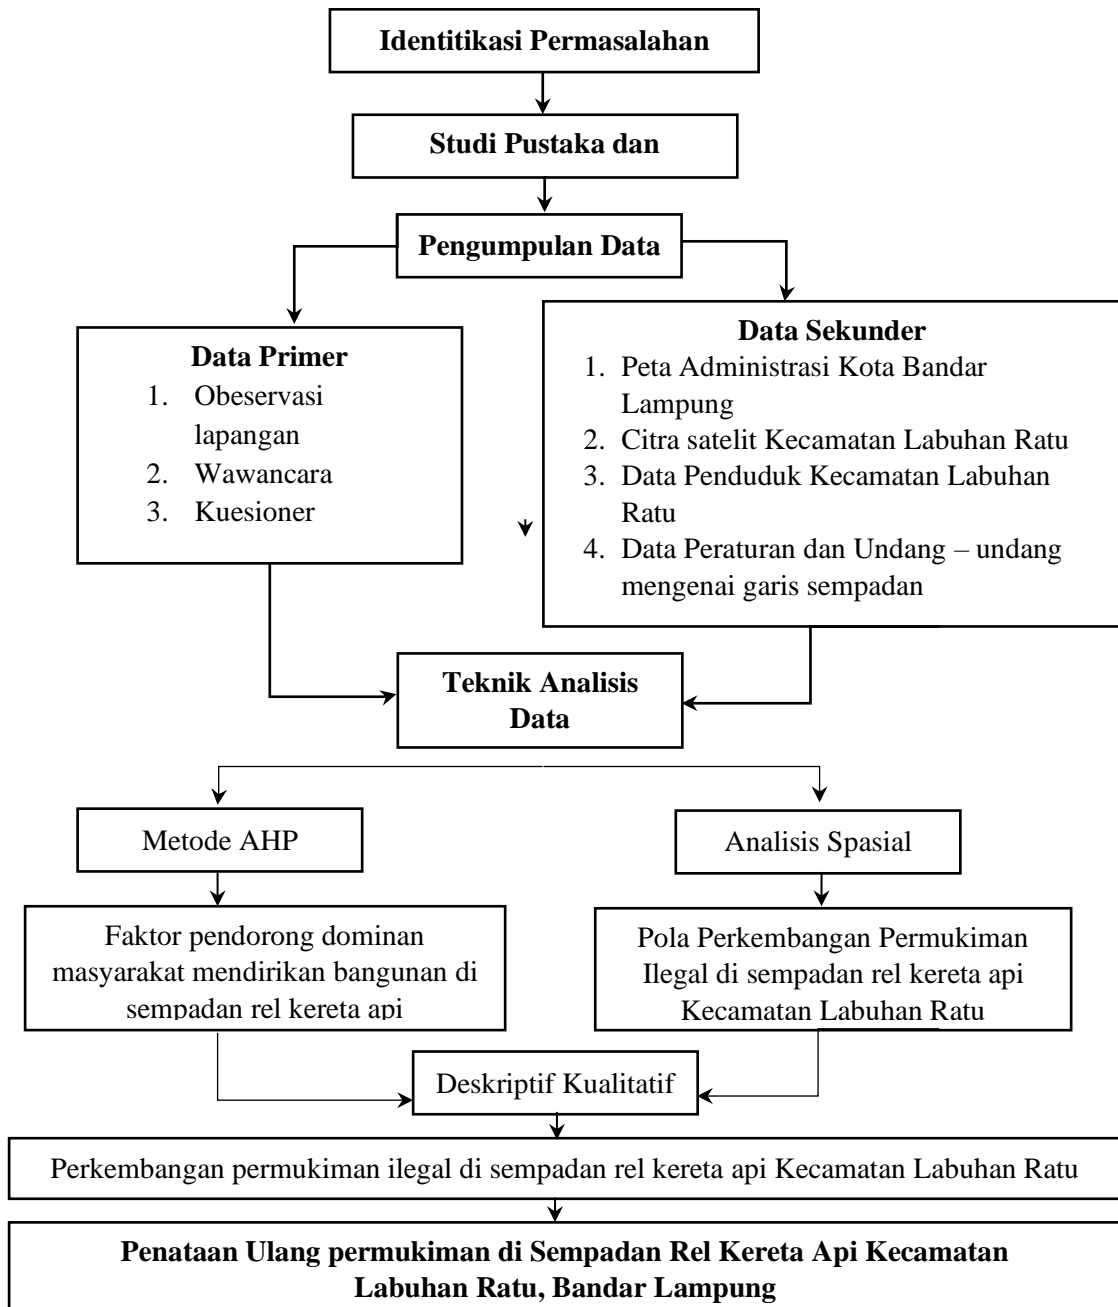 Identitikasi Permasalahan
Studi Pustaka dan
Pengumpulan Data
Data Primer
1. Obeservasi
lapangan
2. Wawancara
3. Kuesioner
Data Sekunder
1. Peta Administrasi Kota Bandar
Lampung
2. Citra satelit Kecamatan Labuhan Ratu
3. Data Penduduk Kecamatan Labuhan
Ratu
4. Data Peraturan dan Undang – undang
mengenai garis sempadan
Teknik Analisis
Data
Metode AHP
Analisis Spasial
Faktor pendorong dominan
masyarakat mendirikan bangunan di
sempadan rel kereta api
Pola Perkembangan Permukiman
Ilegal di sempadan rel kereta api
Kecamatan Labuhan Ratu
Deskriptif Kualitatif
Perkembangan permukiman ilegal di sempadan rel kereta api Kecamatan Labuhan Ratu
Penataan Ulang permukiman di Sempadan Rel Kereta Api Kecamatan
Labuhan Ratu, Bandar Lampung